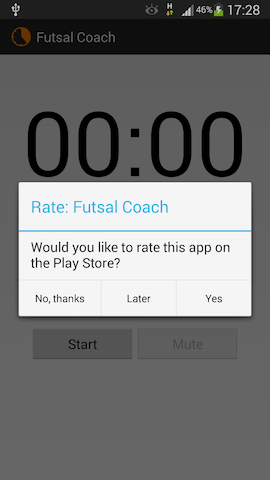 H 46% 17:28
Futsal Coach
00:00
Rate: Futsal Coach
Would you like to rate this app on
the Play Store?
No, thanks Later Yes
Start Mute